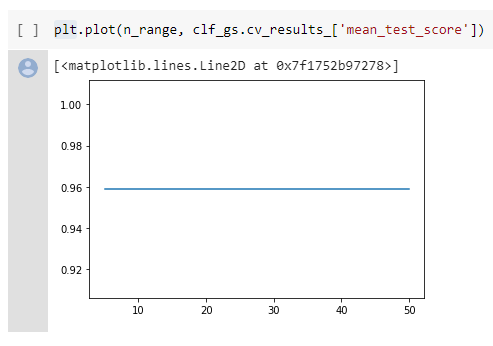 [ ] plt.plot(n_range, clf_gs.cv_results_['mean_test_score'])
[<matplotlib.lines.Line2D at 0x7f1752b97278>]
1.00
0.98
0.96
0.94
0.92
10 20 30 40 50